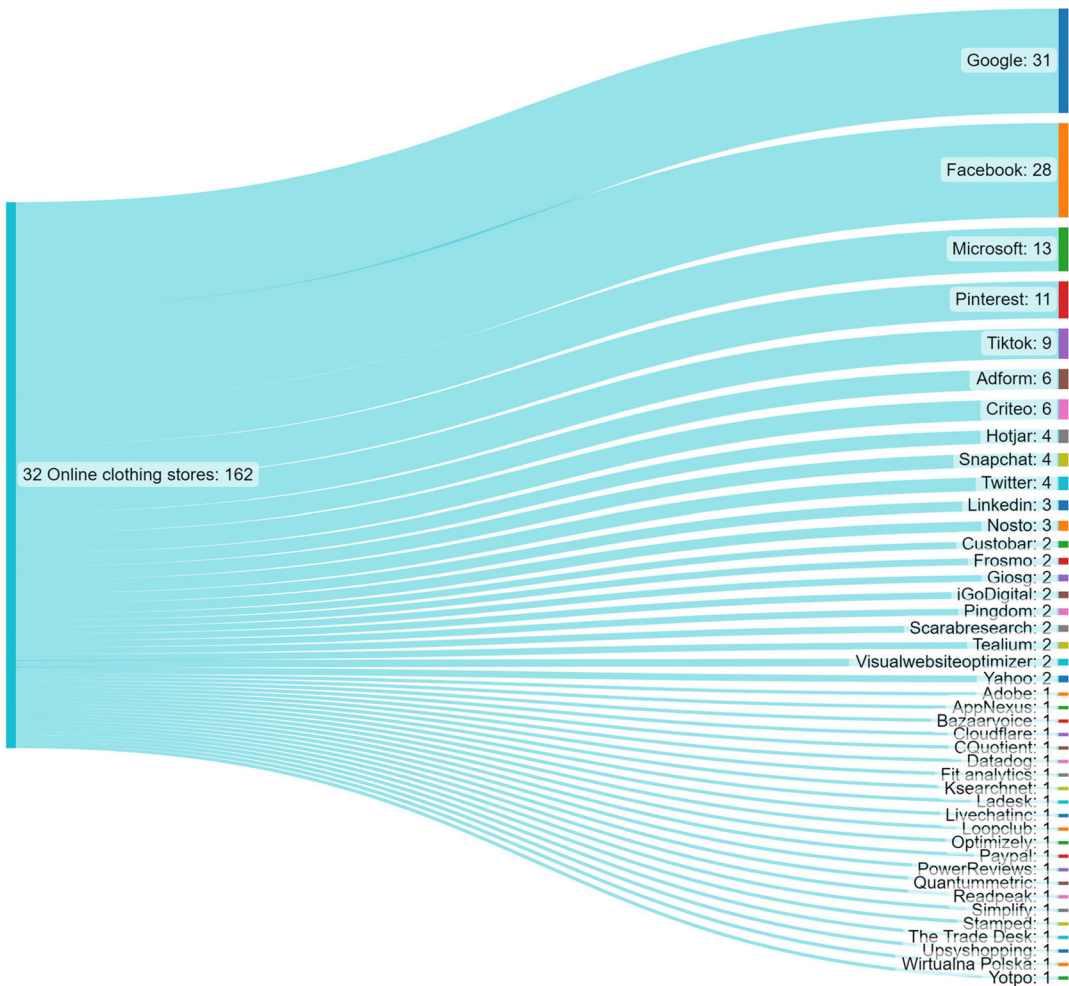 Google: 31
Facebook: 28
Microsoft: 13
Pinterest: 11
Tiktok: 9
Adform: 6
Criteo: 6
Hotjar: 4
Snapchat: 4
32 Online clothing stores: 162
Twitter: 4
Linkedin: 3
Nosto: 3
Custobar: 2
Frosmo: 2
Giosg: 2
iGoDigital: 2
Pingdom: 2
Scarabresearch: 2
Tealium: 2
Visualwebsiteoptimizer: 2
Yahoo: 2
Adobe: 1
AppNexus: 1
Bazaarvoice: 1
Cloudflare: 1
CQuotient: 1
Datadog: 1
Fit analytics: 1
Ksearchnet: 1
Ladesk: 1
Livechatinc: 1
Loopclub: 1
Optimizely: 1
Paypal: 1
PowerReviews: 1
Quantummetric: 1
Readpeak: 1
Simplify: 1
Stamped: 1
The Trade Desk: 1
Upsyshopping: 1
Wirtualna Polska: 1
Yotpo: 1